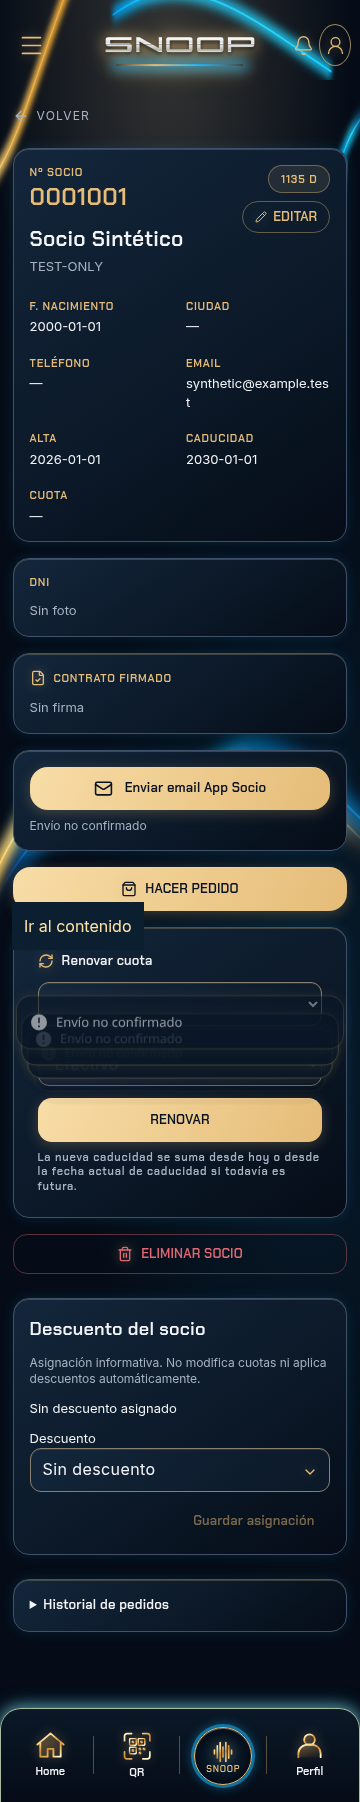 SNOOP
VOLVER
Nº SOCIO
0001001
1135 D
EDITAR
Socio Sintético
TEST-ONLY
F. NACIMIENTO
2000-01-01
CIUDAD
—
TELÉFONO
—
EMAIL
synthetic@example.tes
t
ALTA
2026-01-01
CADUCIDAD
2030-01-01
CUOTA
—
DNI
Sin foto
CONTRATO FIRMADO
Sin firma
Enviar email App Socio
Envío no confirmado
HACER PEDIDO
Ir al contenido
Renovar cuota
Envío no confirmado
Envío no confirmado
Efectivo
RENOVAR
La nueva caducidad se suma desde hoy o desde
la fecha actual de caducidad si todavía es
futura.
ELIMINAR SOCIO
Descuento del socio
Asignación informativa. No modifica cuotas ni aplica
descuentos automáticamente.
Sin descuento asignado
Descuento
Sin descuento
Guardar asignación
Historial de pedidos
Home
QR
SNOOP
Perfil